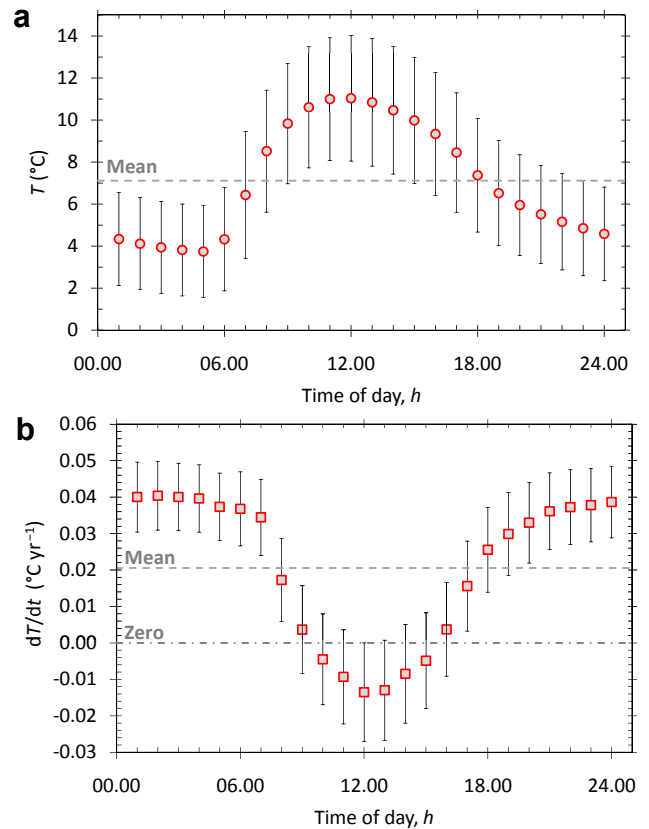 a
14
12
10
8
6
4
2
0
T (°C)
Mean
00.00 06.00 12.00 18.00 24.00
Time of day, h
b
0.06
0.05
0.04
0.03
0.02
0.01
0.00
-0.01
-0.02
-0.03
dT/dt (°C yr⁻¹)
Mean
Zero
00.00 06.00 12.00 18.00 24.00
Time of day, h